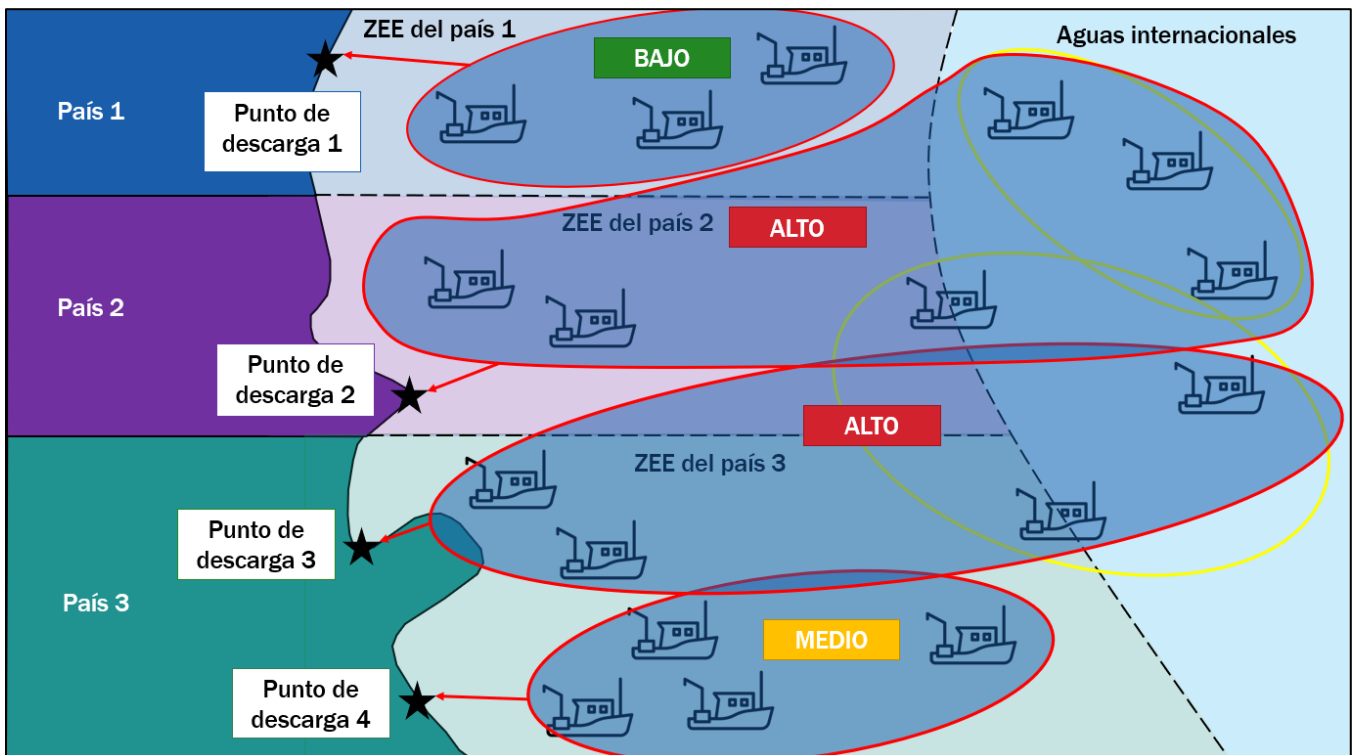 ZEE del país 1
Aguas internacionales
BAJO
País 1
Punto de
descarga 1
ZEE del país 2
ALTO
País 2
Punto de
descarga 2
ALTO
ZEE del país 3
Punto de
descarga 3
País 3
MEDIO
Punto de
descarga 4